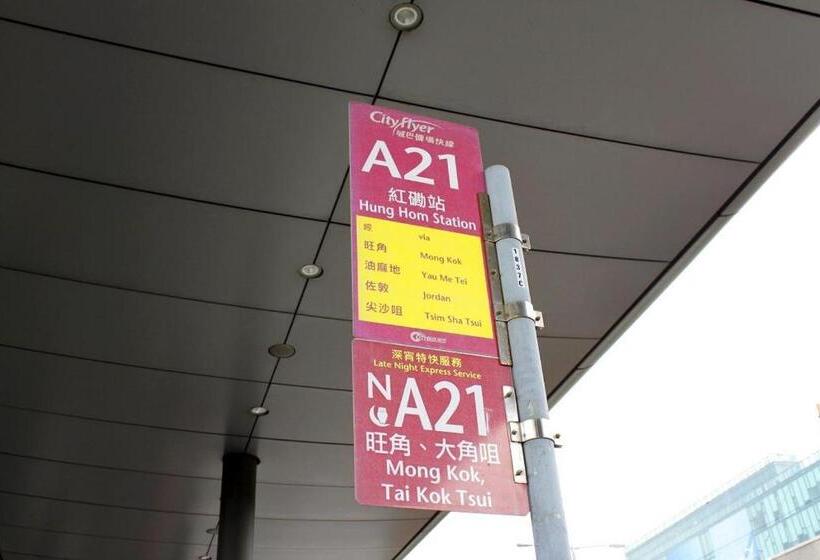 Cityflyer
城巴機場快線
A21
紅磡站
Hung Hom Station
經 via
旺角 Mong Kok
油麻地 Yau Ma Tei
佐敦 Jordan
尖沙咀 Tsim Sha Tsui
深宵特快服務
Late Night Express Service
NA21
旺角、大角咀
Mong Kok,
Tai Kok Tsui
1837C